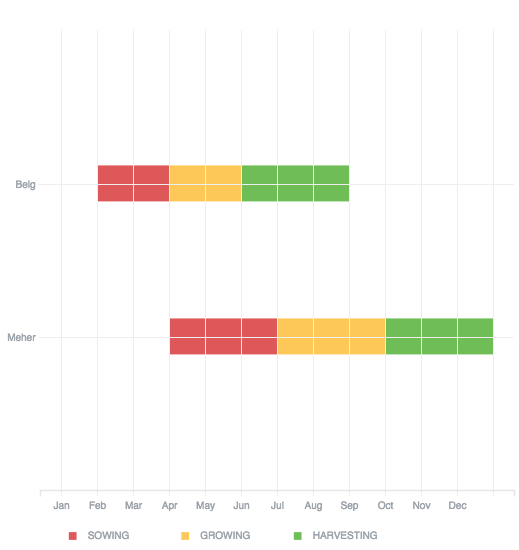 Belg
Meher
Jan Feb Mar Apr May Jun Jul Aug Sep Oct Nov Dec
SOWING GROWING HARVESTING